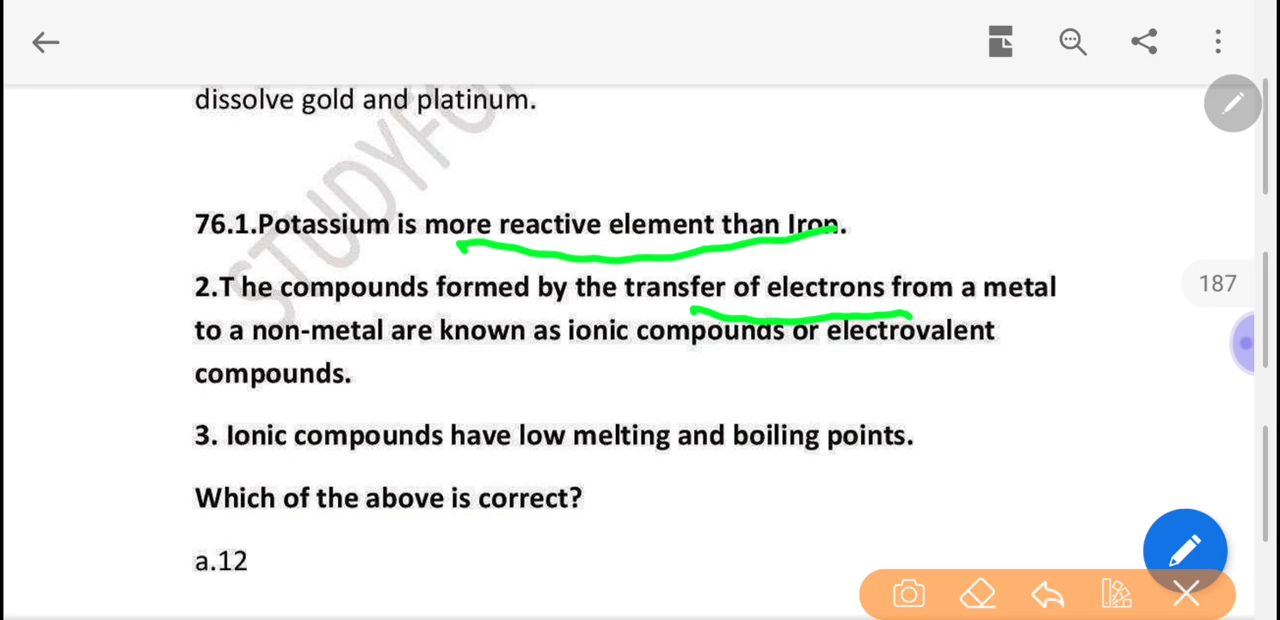 dissolve gold and platinum.
76.1.Potassium is more reactive element than Iron.
2.T he compounds formed by the transfer of electrons from a metal
187
to a non-metal are known as ionic compounds or electrovalent
compounds.
3. Ionic compounds have low melting and boiling points.
Which of the above is correct?
a.12